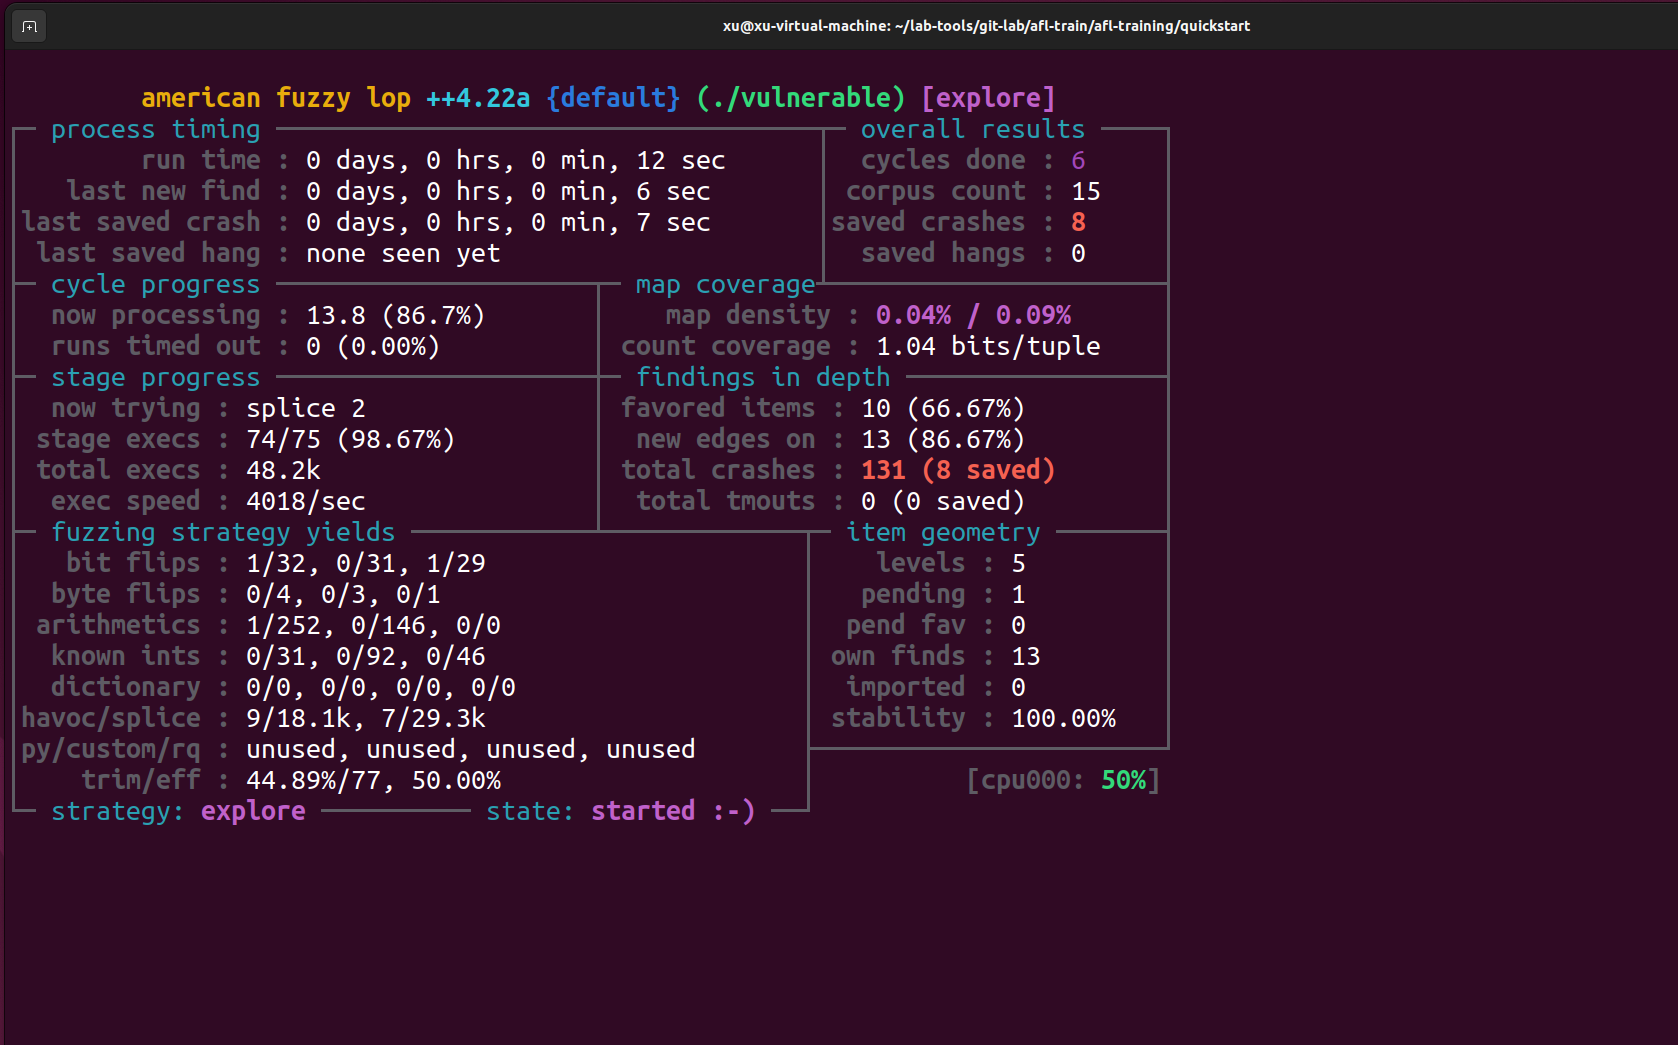 xu@xu-virtual-machine: ~/lab-tools/git-lab/afl-train/afl-training/quickstart
american fuzzy lop ++4.22a {default} (./vulnerable) [explore]
process timing overall results
run time : 0 days, 0 hrs, 0 min, 12 sec cycles done : 6
last new find : 0 days, 0 hrs, 0 min, 6 sec corpus count : 15
last saved crash : 0 days, 0 hrs, 0 min, 7 sec saved crashes : 8
last saved hang : none seen yet saved hangs : 0
cycle progress map coverage
now processing : 13.8 (86.7%) map density : 0.04% / 0.09%
runs timed out : 0 (0.00%) count coverage : 1.04 bits/tuple
stage progress findings in depth
now trying : splice 2 favored items : 10 (66.67%)
stage execs : 74/75 (98.67%) new edges on : 13 (86.67%)
total execs : 48.2k total crashes : 131 (8 saved)
exec speed : 4018/sec total tmouts : 0 (0 saved)
fuzzing strategy yields item geometry
bit flips : 1/32, 0/31, 1/29 levels : 5
byte flips : 0/4, 0/3, 0/1 pending : 1
arithmetics : 1/252, 0/146, 0/0 pend fav : 0
known ints : 0/31, 0/92, 0/46 own finds : 13
dictionary : 0/0, 0/0, 0/0, 0/0 imported : 0
havoc/splice : 9/18.1k, 7/29.3k stability : 100.00%
py/custom/rq : unused, unused, unused, unused
trim/eff : 44.89%/77, 50.00% [cpu000: 50%]
strategy: explore state: started :-)